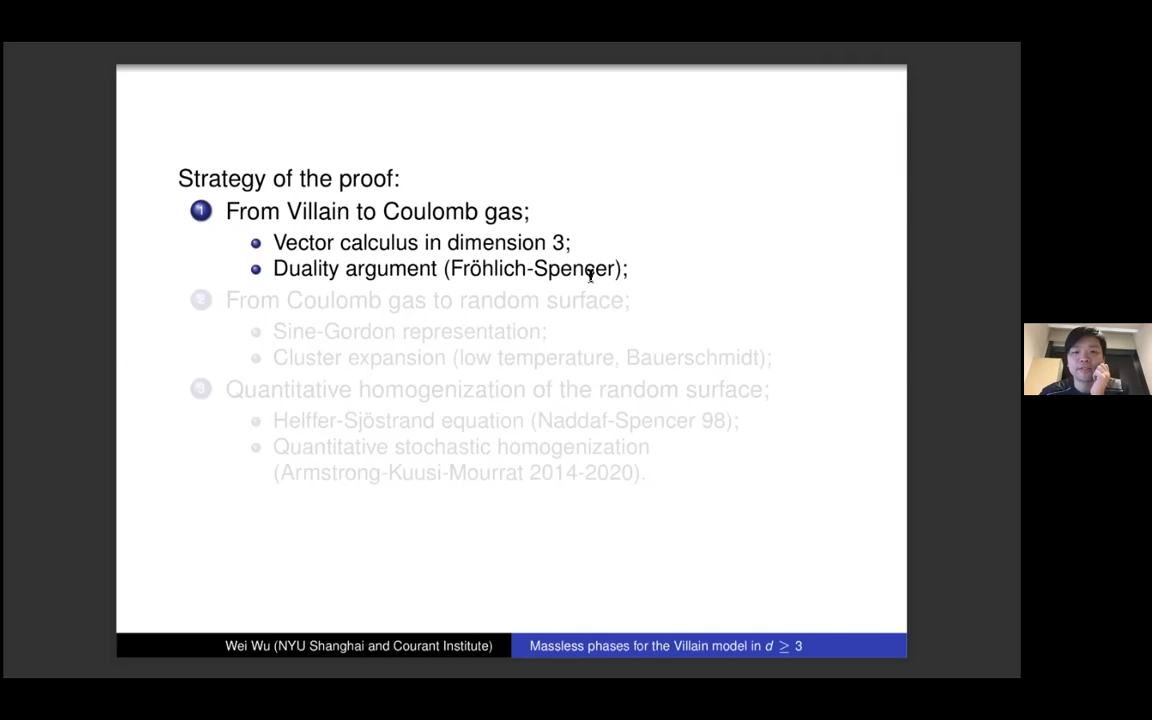 Strategy of the proof:
1 From Villain to Coulomb gas;
Vector calculus in dimension 3;
Duality argument (Fröhlich-Spencer);
2 From Coulomb gas to random surface;
Sine-Gordon representation;
Cluster expansion (low temperature, Bauerschmidt);
3 Quantitative homogenization of the random surface;
Helffer-Sjöstrand equation (Naddaf-Spencer 98);
Quantitative stochastic homogenization
(Armstrong-Kuusi-Mourrat 2014-2020).
Wei Wu (NYU Shanghai and Courant Institute) Massless phases for the Villain model in d ≥ 3